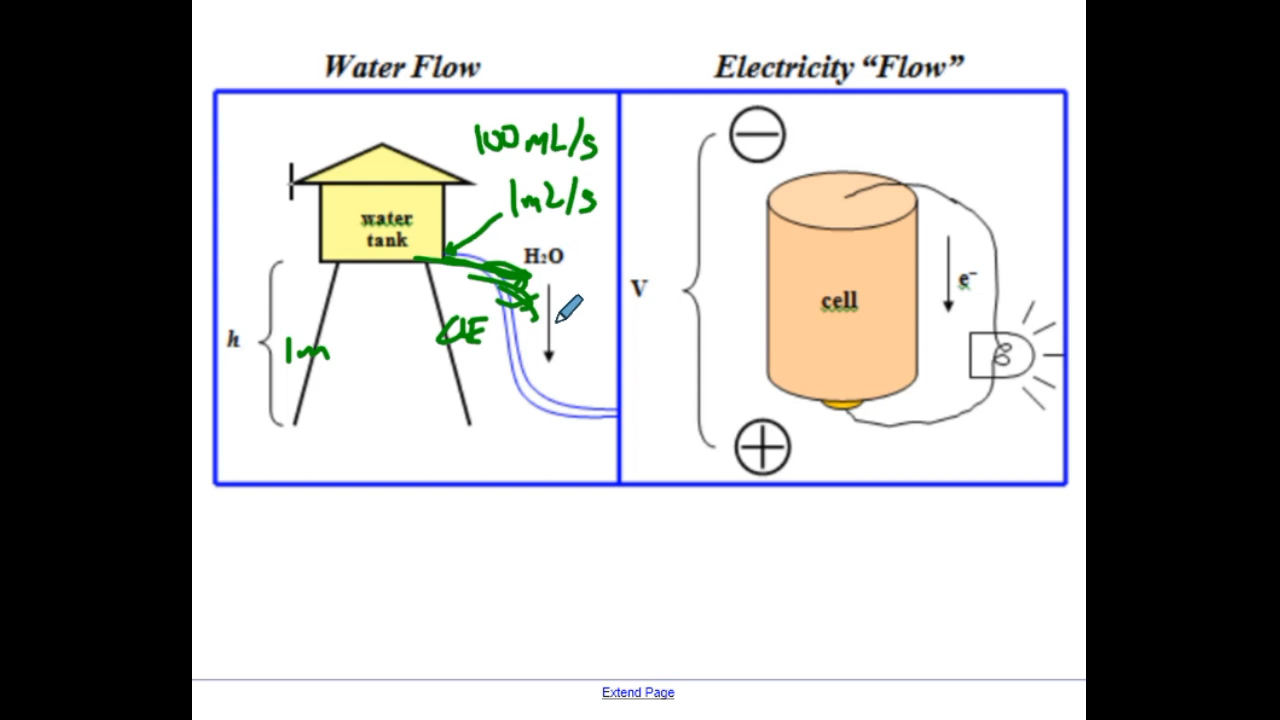 Water Flow
Electricity “Flow”
100 mL/s
1 mL/s
water
tank
H₂O
h
1m
V
cell
e⁻
Extend Page